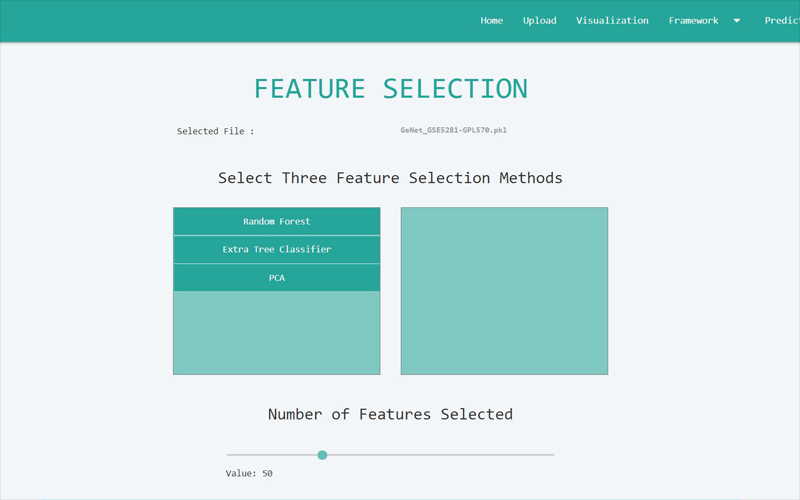 Home Upload Visualization Framework
FEATURE SELECTION
Selected File : GeNet_GSE5281-GPL570.pkl
Select Three Feature Selection Methods
Random Forest
Extra Tree Classifier
PCA
Number of Features Selected
Value: 50